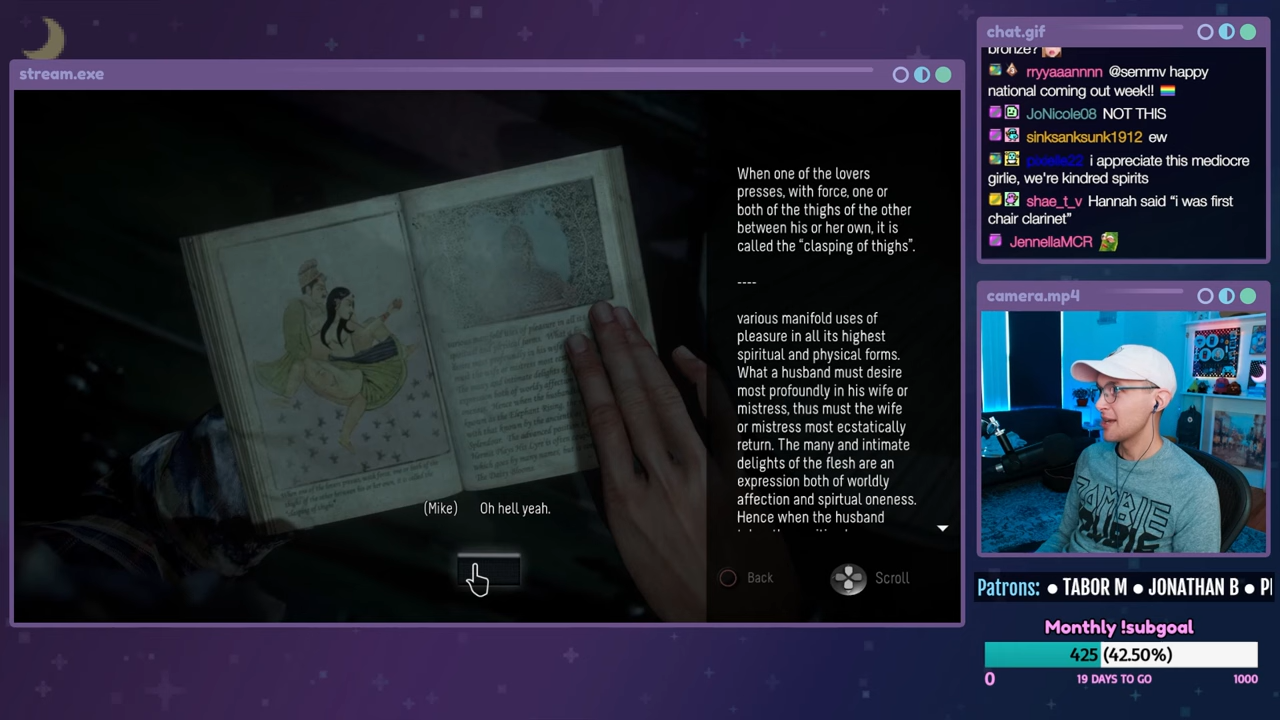 stream.exe
When one of the lovers
presses, with force, one or
both of the thighs of the other
between his or her own, it is
called the “clasping of thighs”.
----
various manifold uses of
pleasure in all its highest
spiritual and physical forms.
What a husband must desire
most profoundly in his wife or
mistress, thus must the wife
or mistress most ecstatically
return. The many and intimate
delights of the flesh are an
expression both of worldly
affection and spirtual oneness.
Hence when the husband
(Mike) Oh hell yeah.
Back
Scroll
chat.gif
bronze?
rryyaaannnn @semmv happy
national coming out week!!
JoNicole08 NOT THIS
sinksanksunk1912 ew
pixielle22 i appreciate this mediocre
girlie, we're kindred spirits
shae_t_v Hannah said “i was first
chair clarinet”
JennellaMCR
camera.mp4
ZOMBIE
Patrons: ● TABOR M ● JONATHAN B ●
Monthly !subgoal
425 (42.50%)
0 19 DAYS TO GO 1000